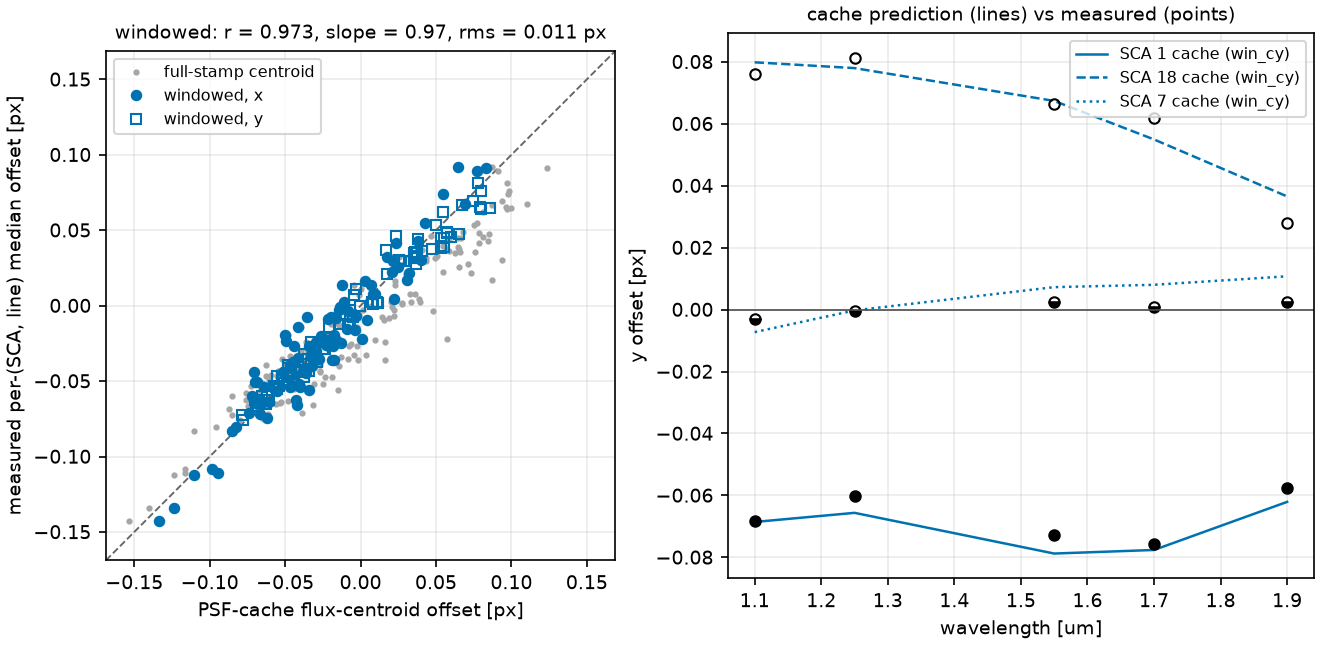 windowed: r = 0.973, slope = 0.97, rms = 0.011 px
full-stamp centroid
windowed, x
windowed, y
measured per-(SCA, line) median offset [px]
0.15
0.10
0.05
0.00
−0.05
−0.10
−0.15
−0.15
−0.10
−0.05
0.00
0.05
0.10
0.15
PSF-cache flux-centroid offset [px]
cache prediction (lines) vs measured (points)
SCA 1 cache (win_cy)
SCA 18 cache (win_cy)
SCA 7 cache (win_cy)
y offset [px]
0.08
0.06
0.04
0.02
0.00
−0.02
−0.04
−0.06
−0.08
1.1
1.2
1.3
1.4
1.5
1.6
1.7
1.8
1.9
wavelength [um]